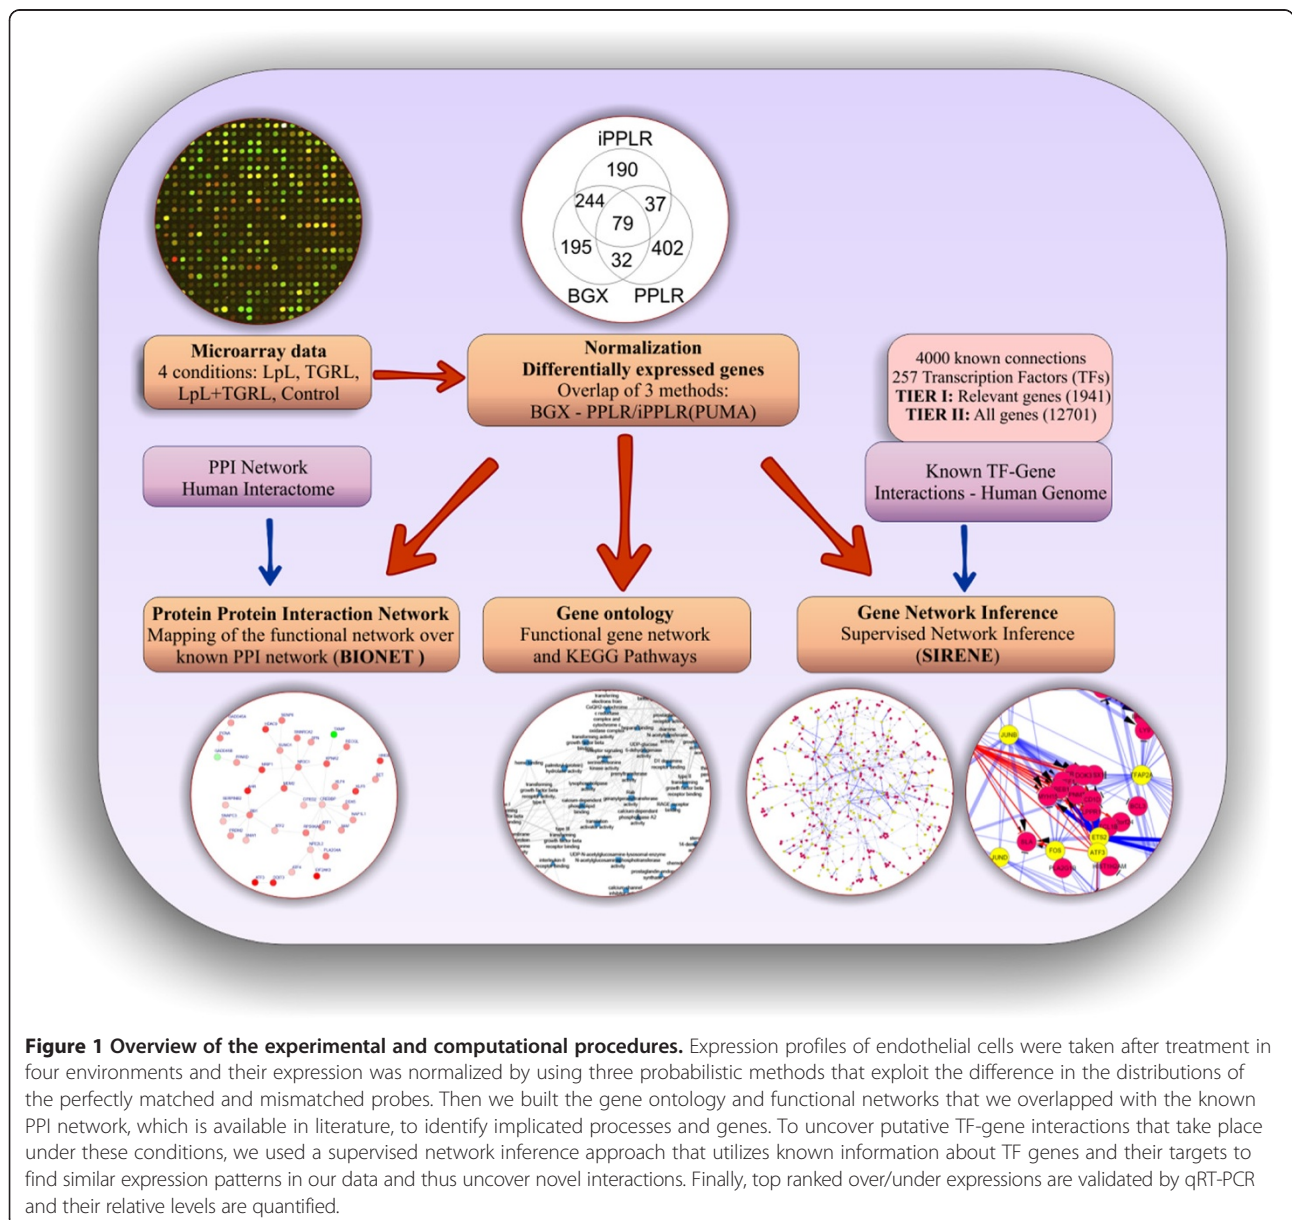 iPPLR
190
244
37
79
195
402
32
BGX
PPLR
Microarray data
4 conditions: LpL, TGRL,
LpL+TGRL, Control
Normalization
Differentially expressed genes
Overlap of 3 methods:
BGX - PPLR/iPPLR(PUMA)
4000 known connections
257 Transcription Factors (TFs)
TIER I: Relevant genes (1941)
TIER II: All genes (12701)
PPI Network
Human Interactome
Known TF-Gene
Interactions - Human Genome
Protein Protein Interaction Network
Mapping of the functional network over
known PPI network (BIONET )
Gene ontology
Functional gene network
and KEGG Pathways
Gene Network Inference
Supervised Network Inference
(SIRENE)
JUNB
ETS2
FOS
ATF3
JUND
Figure 1 Overview of the experimental and computational procedures. Expression profiles of endothelial cells were taken after treatment in
four environments and their expression was normalized by using three probabilistic methods that exploit the difference in the distributions of
the perfectly matched and mismatched probes. Then we built the gene ontology and functional networks that we overlapped with the known
PPI network, which is available in literature, to identify implicated processes and genes. To uncover putative TF-gene interactions that take place
under these conditions, we used a supervised network inference approach that utilizes known information about TF genes and their targets to
find similar expression patterns in our data and thus uncover novel interactions. Finally, top ranked over/under expressions are validated by qRT-PCR
and their relative levels are quantified.